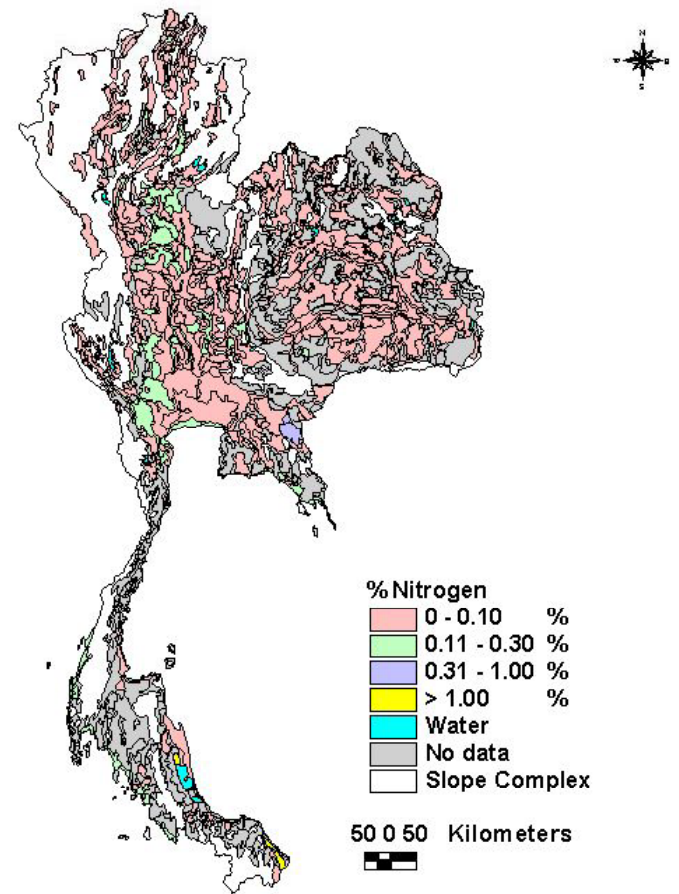 N
S
% Nitrogen
0 - 0.10 %
0.11 - 0.30 %
0.31 - 1.00 %
> 1.00 %
Water
No data
Slope Complex
50 0 50 Kilometers